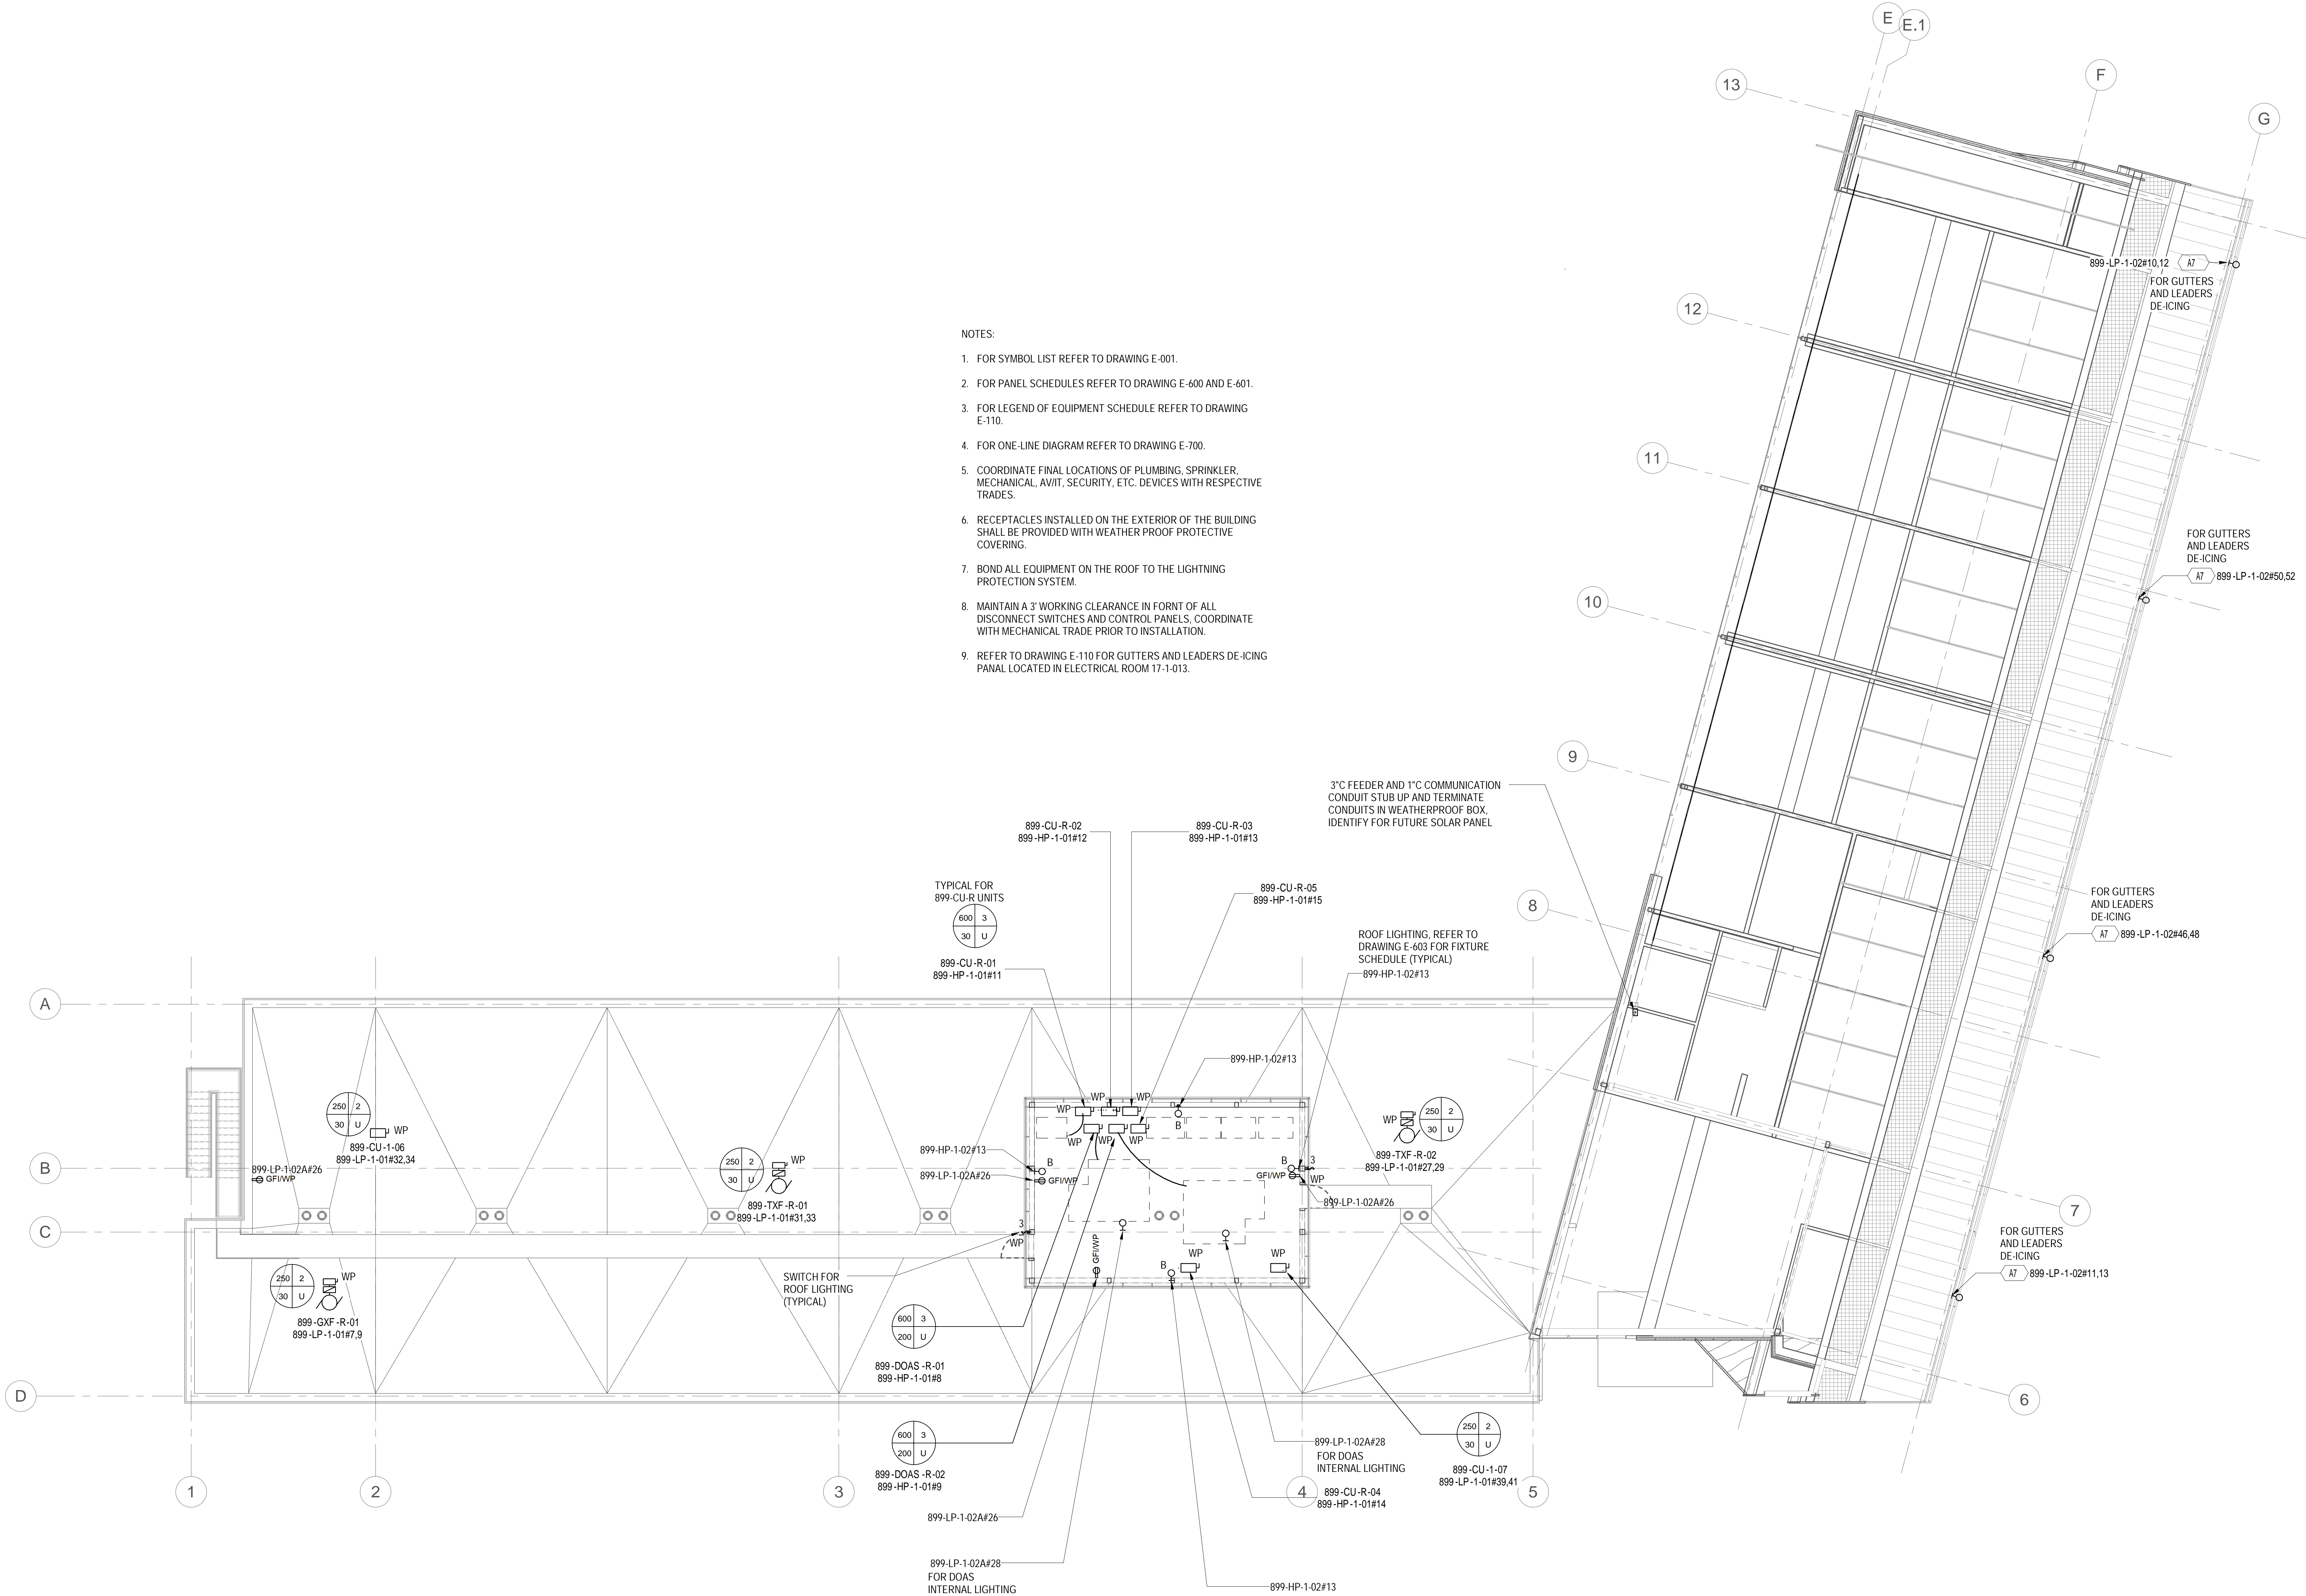 E
E.1
F
13
G
899-LP-1-02#10,12
A7
FOR GUTTERS
AND LEADERS
DE-ICING
12
NOTES:
1. FOR SYMBOL LIST REFER TO DRAWING E-001.
2. FOR PANEL SCHEDULES REFER TO DRAWING E-600 AND E-601.
3. FOR LEGEND OF EQUIPMENT SCHEDULE REFER TO DRAWING
E-110.
4. FOR ONE-LINE DIAGRAM REFER TO DRAWING E-700.
5. COORDINATE FINAL LOCATIONS OF PLUMBING, SPRINKLER,
MECHANICAL, AV/IT, SECURITY, ETC. DEVICES WITH RESPECTIVE
TRADES.
6. RECEPTACLES INSTALLED ON THE EXTERIOR OF THE BUILDING
SHALL BE PROVIDED WITH WEATHER PROOF PROTECTIVE
COVERING.
7. BOND ALL EQUIPMENT ON THE ROOF TO THE LIGHTNING
PROTECTION SYSTEM.
8. MAINTAIN A 3' WORKING CLEARANCE IN FORNT OF ALL
DISCONNECT SWITCHES AND CONTROL PANELS, COORDINATE
WITH MECHANICAL TRADE PRIOR TO INSTALLATION.
9. REFER TO DRAWING E-110 FOR GUTTERS AND LEADERS DE-ICING
PANAL LOCATED IN ELECTRICAL ROOM 17-1-013.
11
FOR GUTTERS
AND LEADERS
DE-ICING
A7
899-LP-1-02#50,52
10
9
3"C FEEDER AND 1"C COMMUNICATION
CONDUIT STUB UP AND TERMINATE
CONDUITS IN WEATHERPROOF BOX,
IDENTIFY FOR FUTURE SOLAR PANEL
899-CU-R-02
899-HP-1-01#12
899-CU-R-03
899-HP-1-01#13
TYPICAL FOR
899-CU-R UNITS
600 3
30 U
899-CU-R-05
899-HP-1-01#15
8
FOR GUTTERS
AND LEADERS
DE-ICING
A7
899-LP-1-02#46,48
ROOF LIGHTING, REFER TO
DRAWING E-603 FOR FIXTURE
SCHEDULE (TYPICAL)
899-HP-1-02#13
899-CU-R-01
899-HP-1-01#11
A
899-HP-1-02#13
WP
WP
WP
250 2
30 U
WP
899-CU-1-06
899-LP-1-01#32,34
WP
WP
WP
B
WP
250 2
30 U
899-TXF-R-02
899-LP-1-01#27,29
899-HP-1-02#13
B
B
3
B
899-LP-1-02A#26
GFI/WP
250 2
30 U
WP
899-TXF-R-01
899-LP-1-01#31,33
899-LP-1-02A#26
GFI/WP
GFI/WP
WP
899-LP-1-02A#26
7
C
3
WP
GFI/WP
WP
WP
B
FOR GUTTERS
AND LEADERS
DE-ICING
A7
899-LP-1-02#11,13
250 2
30 U
WP
899-GXF-R-01
899-LP-1-01#7,9
SWITCH FOR
ROOF LIGHTING
(TYPICAL)
600 3
200 U
899-DOAS-R-01
899-HP-1-01#8
D
6
600 3
200 U
899-DOAS-R-02
899-HP-1-01#9
899-LP-1-02A#28
FOR DOAS
INTERNAL LIGHTING
250 2
30 U
899-CU-1-07
899-LP-1-01#39,41
1
2
3
4
5
899-CU-R-04
899-HP-1-01#14
899-LP-1-02A#26
899-LP-1-02A#28
FOR DOAS
INTERNAL LIGHTING
899-HP-1-02#13